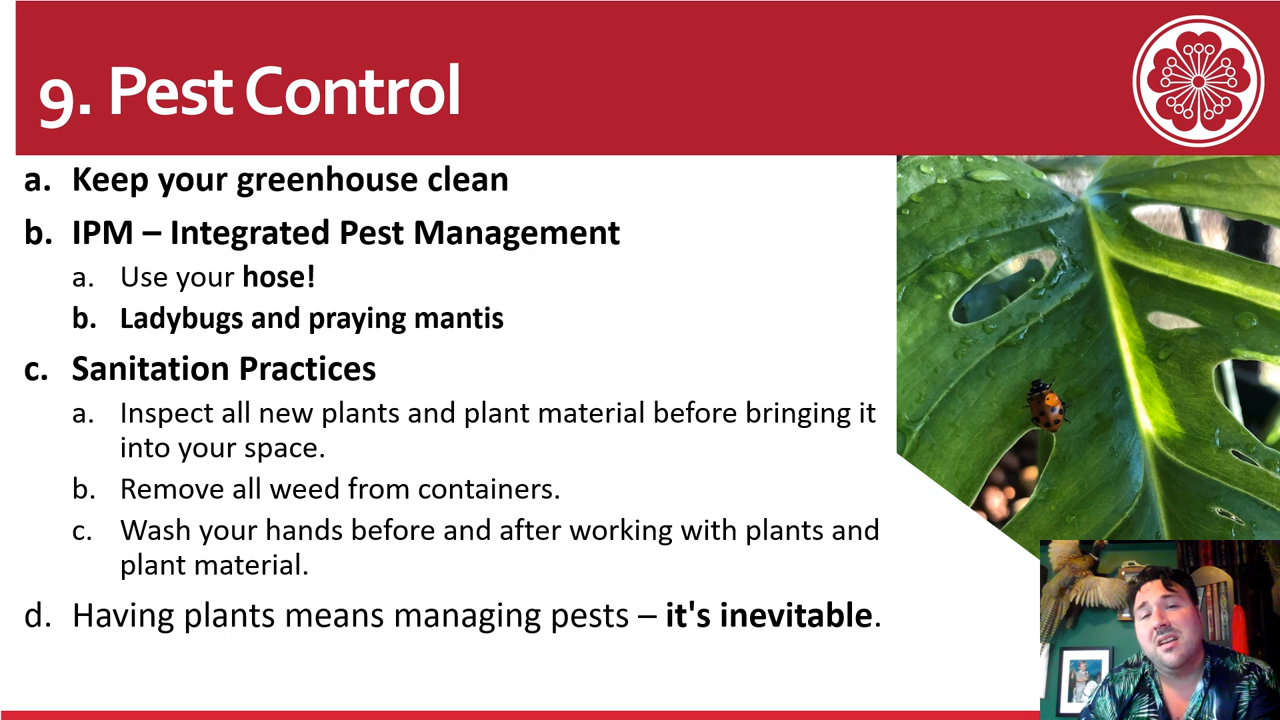 9. Pest Control
a. Keep your greenhouse clean
b. IPM – Integrated Pest Management
a. Use your hose!
b. Ladybugs and praying mantis
c. Sanitation Practices
a. Inspect all new plants and plant material before bringing it
into your space.
b. Remove all weed from containers.
c. Wash your hands before and after working with plants and
plant material.
d. Having plants means managing pests – it's inevitable.